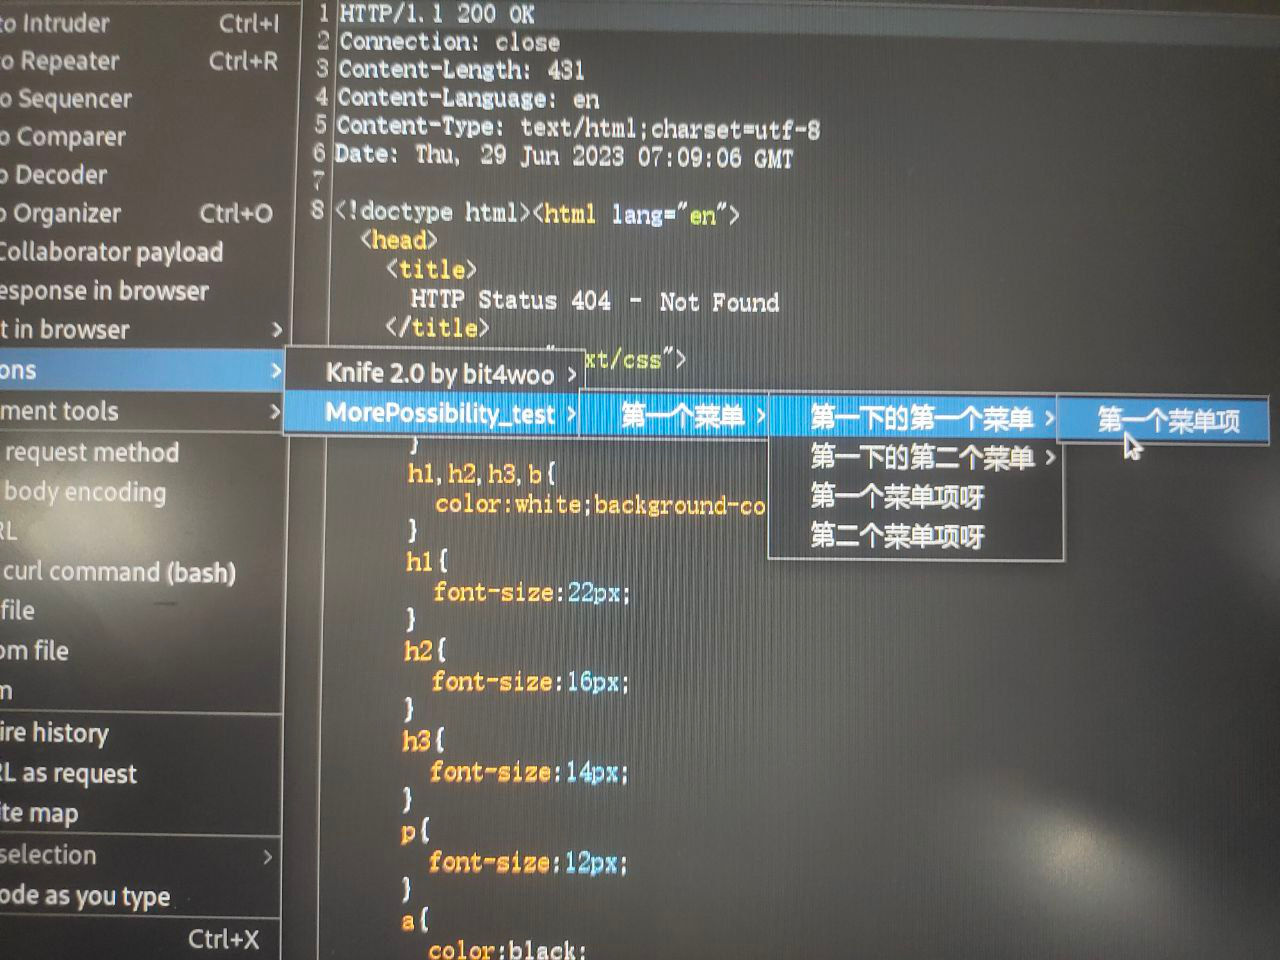 to Intruder Ctrl+I
to Repeater Ctrl+R
o Sequencer
o Comparer
o Decoder
o Organizer Ctrl+O
Collaborator payload
esponse in browser
t in browser >
ons >
ment tools >
request method
body encoding
RL
curl command (bash)
file
om file
m
ire history
RL as request
ite map
selection >
ode as you type
Ctrl+X
1 HTTP/1.1 200 OK
2 Connection: close
3 Content-Length: 431
4 Content-Language: en
5 Content-Type: text/html;charset=utf-8
6 Date: Thu, 29 Jun 2023 07:09:06 GMT
7
8 <!doctype html><html lang="en">
<head>
<title>
HTTP Status 404 - Not Found
</title>
xt/css">
Knife 2.0 by bit4woo >
MorePossibility_test >
第一个菜单 >
第一下的第一个菜单 >
第一下的第二个菜单 >
第一个菜单项呀
第二个菜单项呀
第一个菜单项
}
h1,h2,h3,b{
color:white;background-co
}
h1{
font-size:22px;
}
h2{
font-size:16px;
}
h3{
font-size:14px;
}
p{
font-size:12px;
}
a{
color:black;